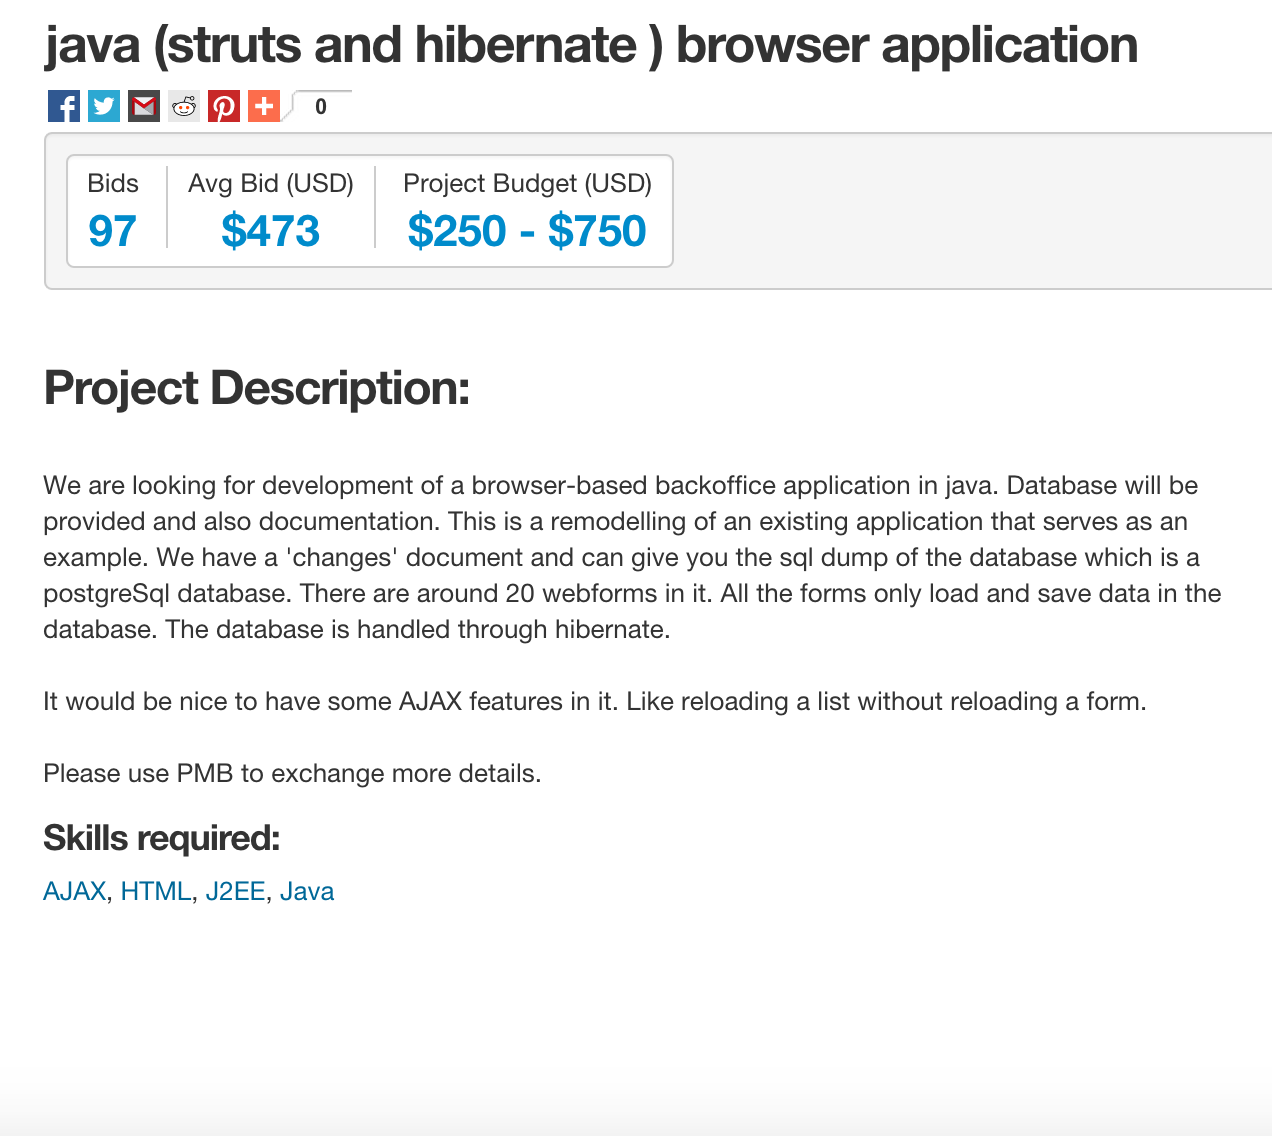 java (struts and hibernate ) browser application
0
Bids
Avg Bid (USD)
Project Budget (USD)
97
$473
$250 - $750
Project Description:
We are looking for development of a browser-based backoffice application in java. Database will be
provided and also documentation. This is a remodelling of an existing application that serves as an
example. We have a 'changes' document and can give you the sql dump of the database which is a
postgreSql database. There are around 20 webforms in it. All the forms only load and save data in the
database. The database is handled through hibernate.
It would be nice to have some AJAX features in it. Like reloading a list without reloading a form.
Please use PMB to exchange more details.
Skills required:
AJAX, HTML, J2EE, Java